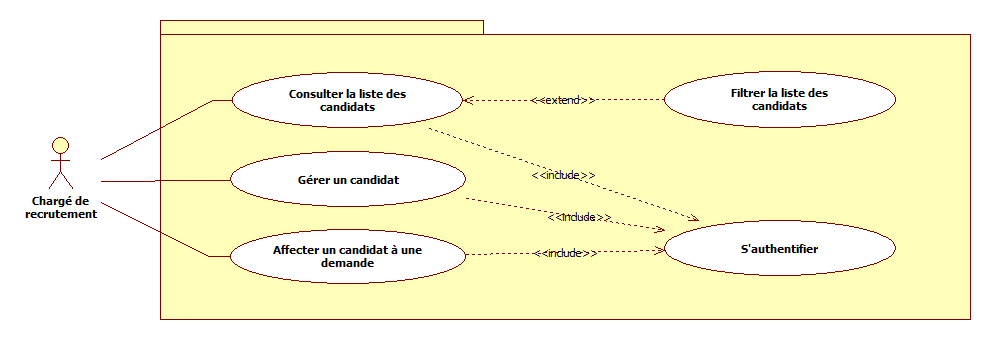 Consulter la liste des
candidats
<<extend>>
Filtrer la liste des
candidats
<<include>>
Gérer un candidat
Chargé de
recrutement
<<include>>
Affecter un candidat à une
demande
<<include>>
S'authentifier